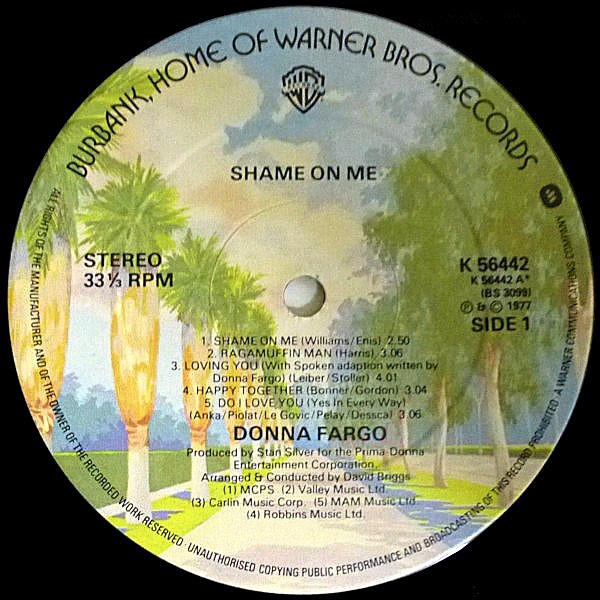 BURBANK, HOME OF WARNER BROS. RECORDS
SHAME ON ME
STEREO
33⅓ RPM
K 56442
K 56442 A*
(BS 3099)
℗ & © 1977
SIDE 1
1. SHAME ON ME (Williams/Enis) 2.50
2. RAGAMUFFIN MAN (Harris) 3.06
3. LOVING YOU (With Spoken adaption written by
Donna Fargo) (Leiber/Stoller) 4.01
4. HAPPY TOGETHER (Bonner/Gordon) 3.04
5. DO I LOVE YOU (Yes In Every Way)
(Anka/Piolat/Le Govic/Pelay/Dessca) 3.06
DONNA FARGO
Produced by Stan Silver for the Prima-Donna
Entertainment Corporation.
Arranged & Conducted by David Briggs
(1) MCPS (2) Valley Music Ltd.
(3) Carlin Music Corp. (5) MAM Music Ltd
(4) Robbins Music Ltd.
ALL RIGHTS OF THE MANUFACTURER AND OF THE OWNER OF THE RECORDED WORK RESERVED · UNAUTHORISED COPYING PUBLIC PERFORMANCE AND BROADCASTING OF THIS RECORD PROHIBITED. A WARNER COMMUNICATIONS COMPANY